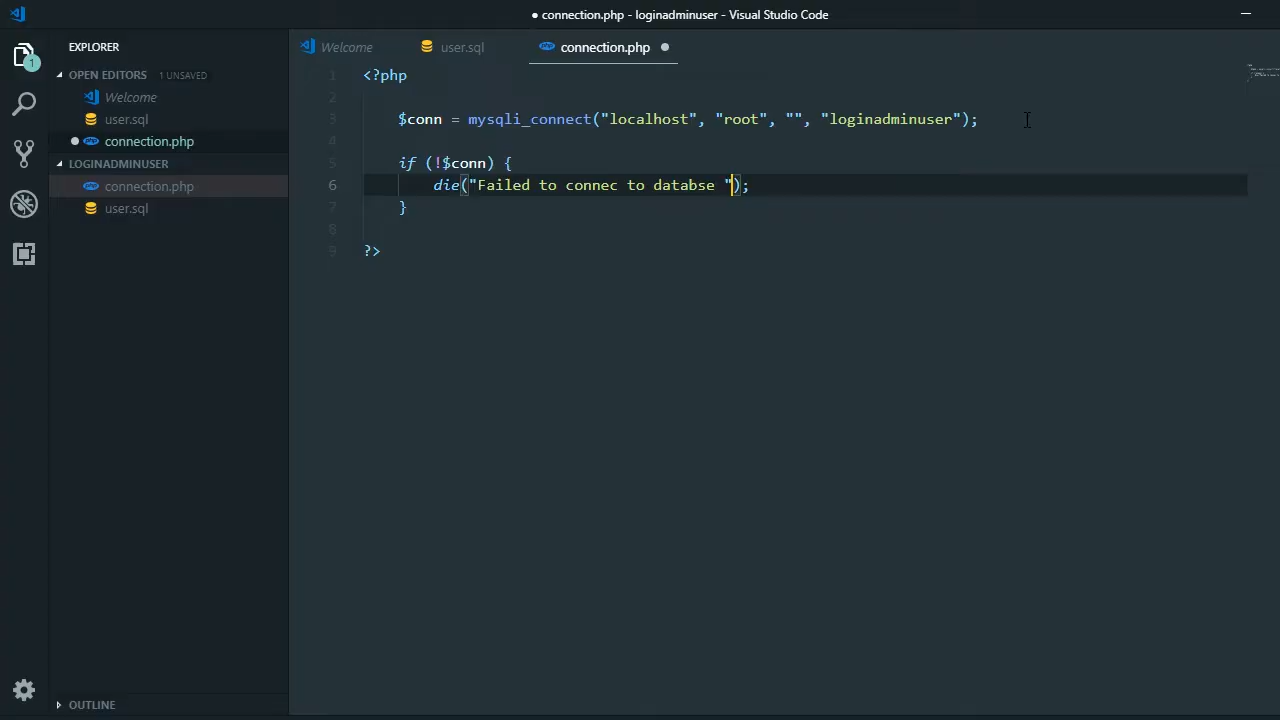 ● connection.php - loginadminuser - Visual Studio Code
EXPLORER
1
OPEN EDITORS 1 UNSAVED
Welcome
user.sql
connection.php
LOGINADMINUSER
connection.php
user.sql
OUTLINE
Welcome user.sql connection.php
1 <?php
2
3 $conn = mysqli_connect("localhost", "root", "", "loginadminuser");
4
5 if (!$conn) {
6 die("Failed to connec to databse ");
7 }
8
9 ?>